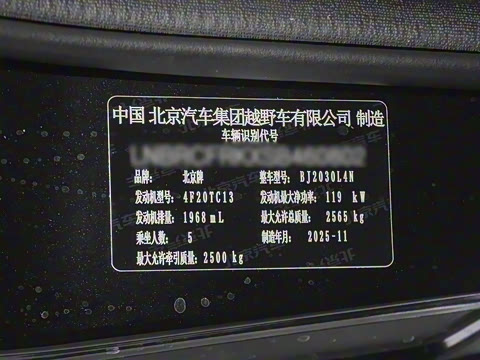 中国 北京汽车集团越野车有限公司 制造
车辆识别代号
品牌: 北京牌 整车型号: BJ2030L4N
发动机型号: 4F20TC13 发动机最大净功率: 119 kW
发动机排量: 1968 mL 最大允许总质量: 2565 kg
乘坐人数: 5 制造年月: 2025-11
最大允许牵引质量: 2500 kg